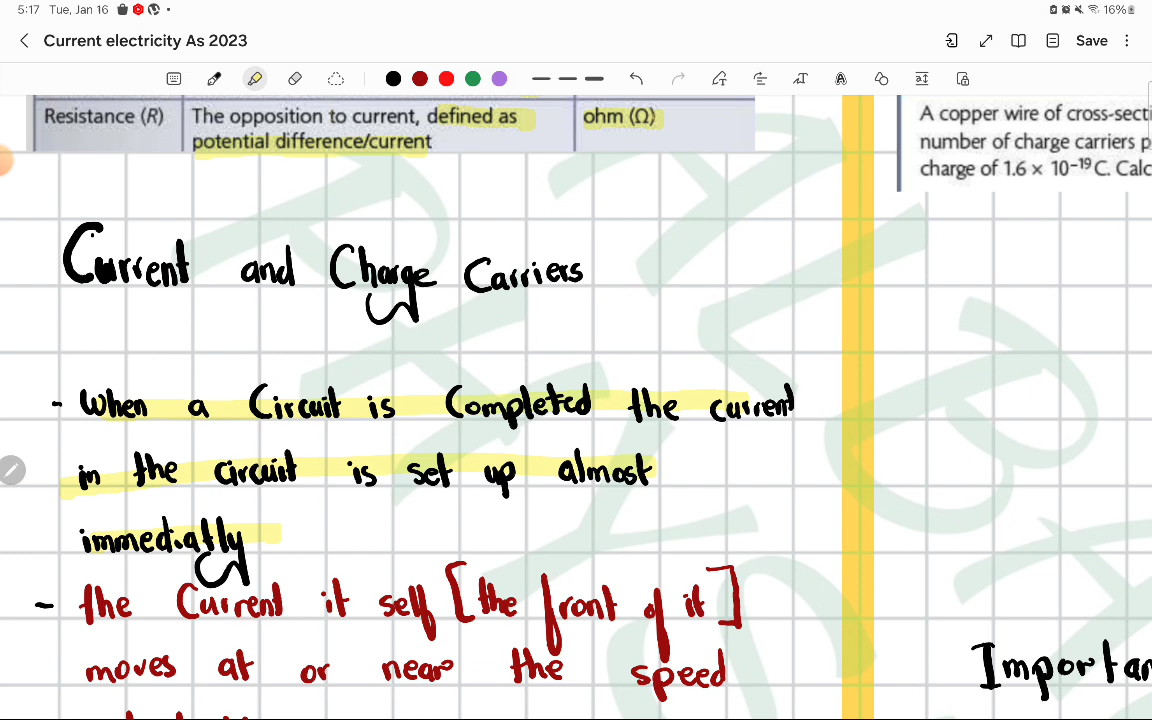 5:17 Tue, Jan 16
16%
Current electricity As 2023
Save
Resistance (R) The opposition to current, defined as potential difference/current ohm (Ω)
A copper wire of cross-secti
number of charge carriers p
charge of 1.6 × 10⁻¹⁹ C. Calc
Current and Charge Carriers
- When a Circuit is Completed the current
in the circuit is set up almost
immediatly
- the Current it self [the front of it]
moves at or near the speed
Importan